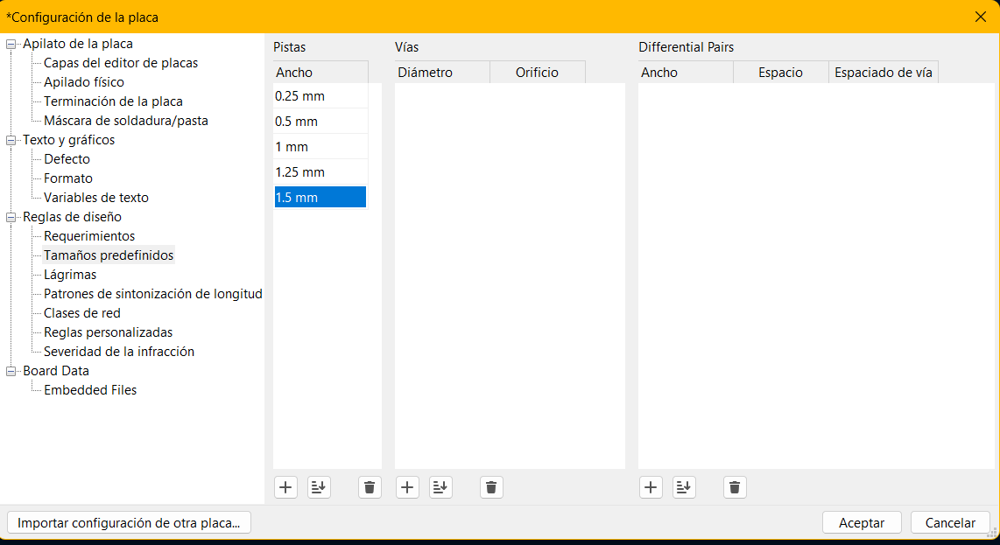 *Configuración de la placa
Apilato de la placa
Capas del editor de placas
Apilado físico
Terminación de la placa
Máscara de soldadura/pasta
Texto y gráficos
Defecto
Formato
Variables de texto
Reglas de diseño
Requerimientos
Tamaños predefinidos
Lágrimas
Patrones de sintonización de longitud
Clases de red
Reglas personalizadas
Severidad de la infracción
Board Data
Embedded Files
Pistas
Ancho
0.25 mm
0.5 mm
1 mm
1.25 mm
1.5 mm
Vías
Diámetro Orificio
Differential Pairs
Ancho Espacio Espaciado de vía
Importar configuración de otra placa...
Aceptar
Cancelar